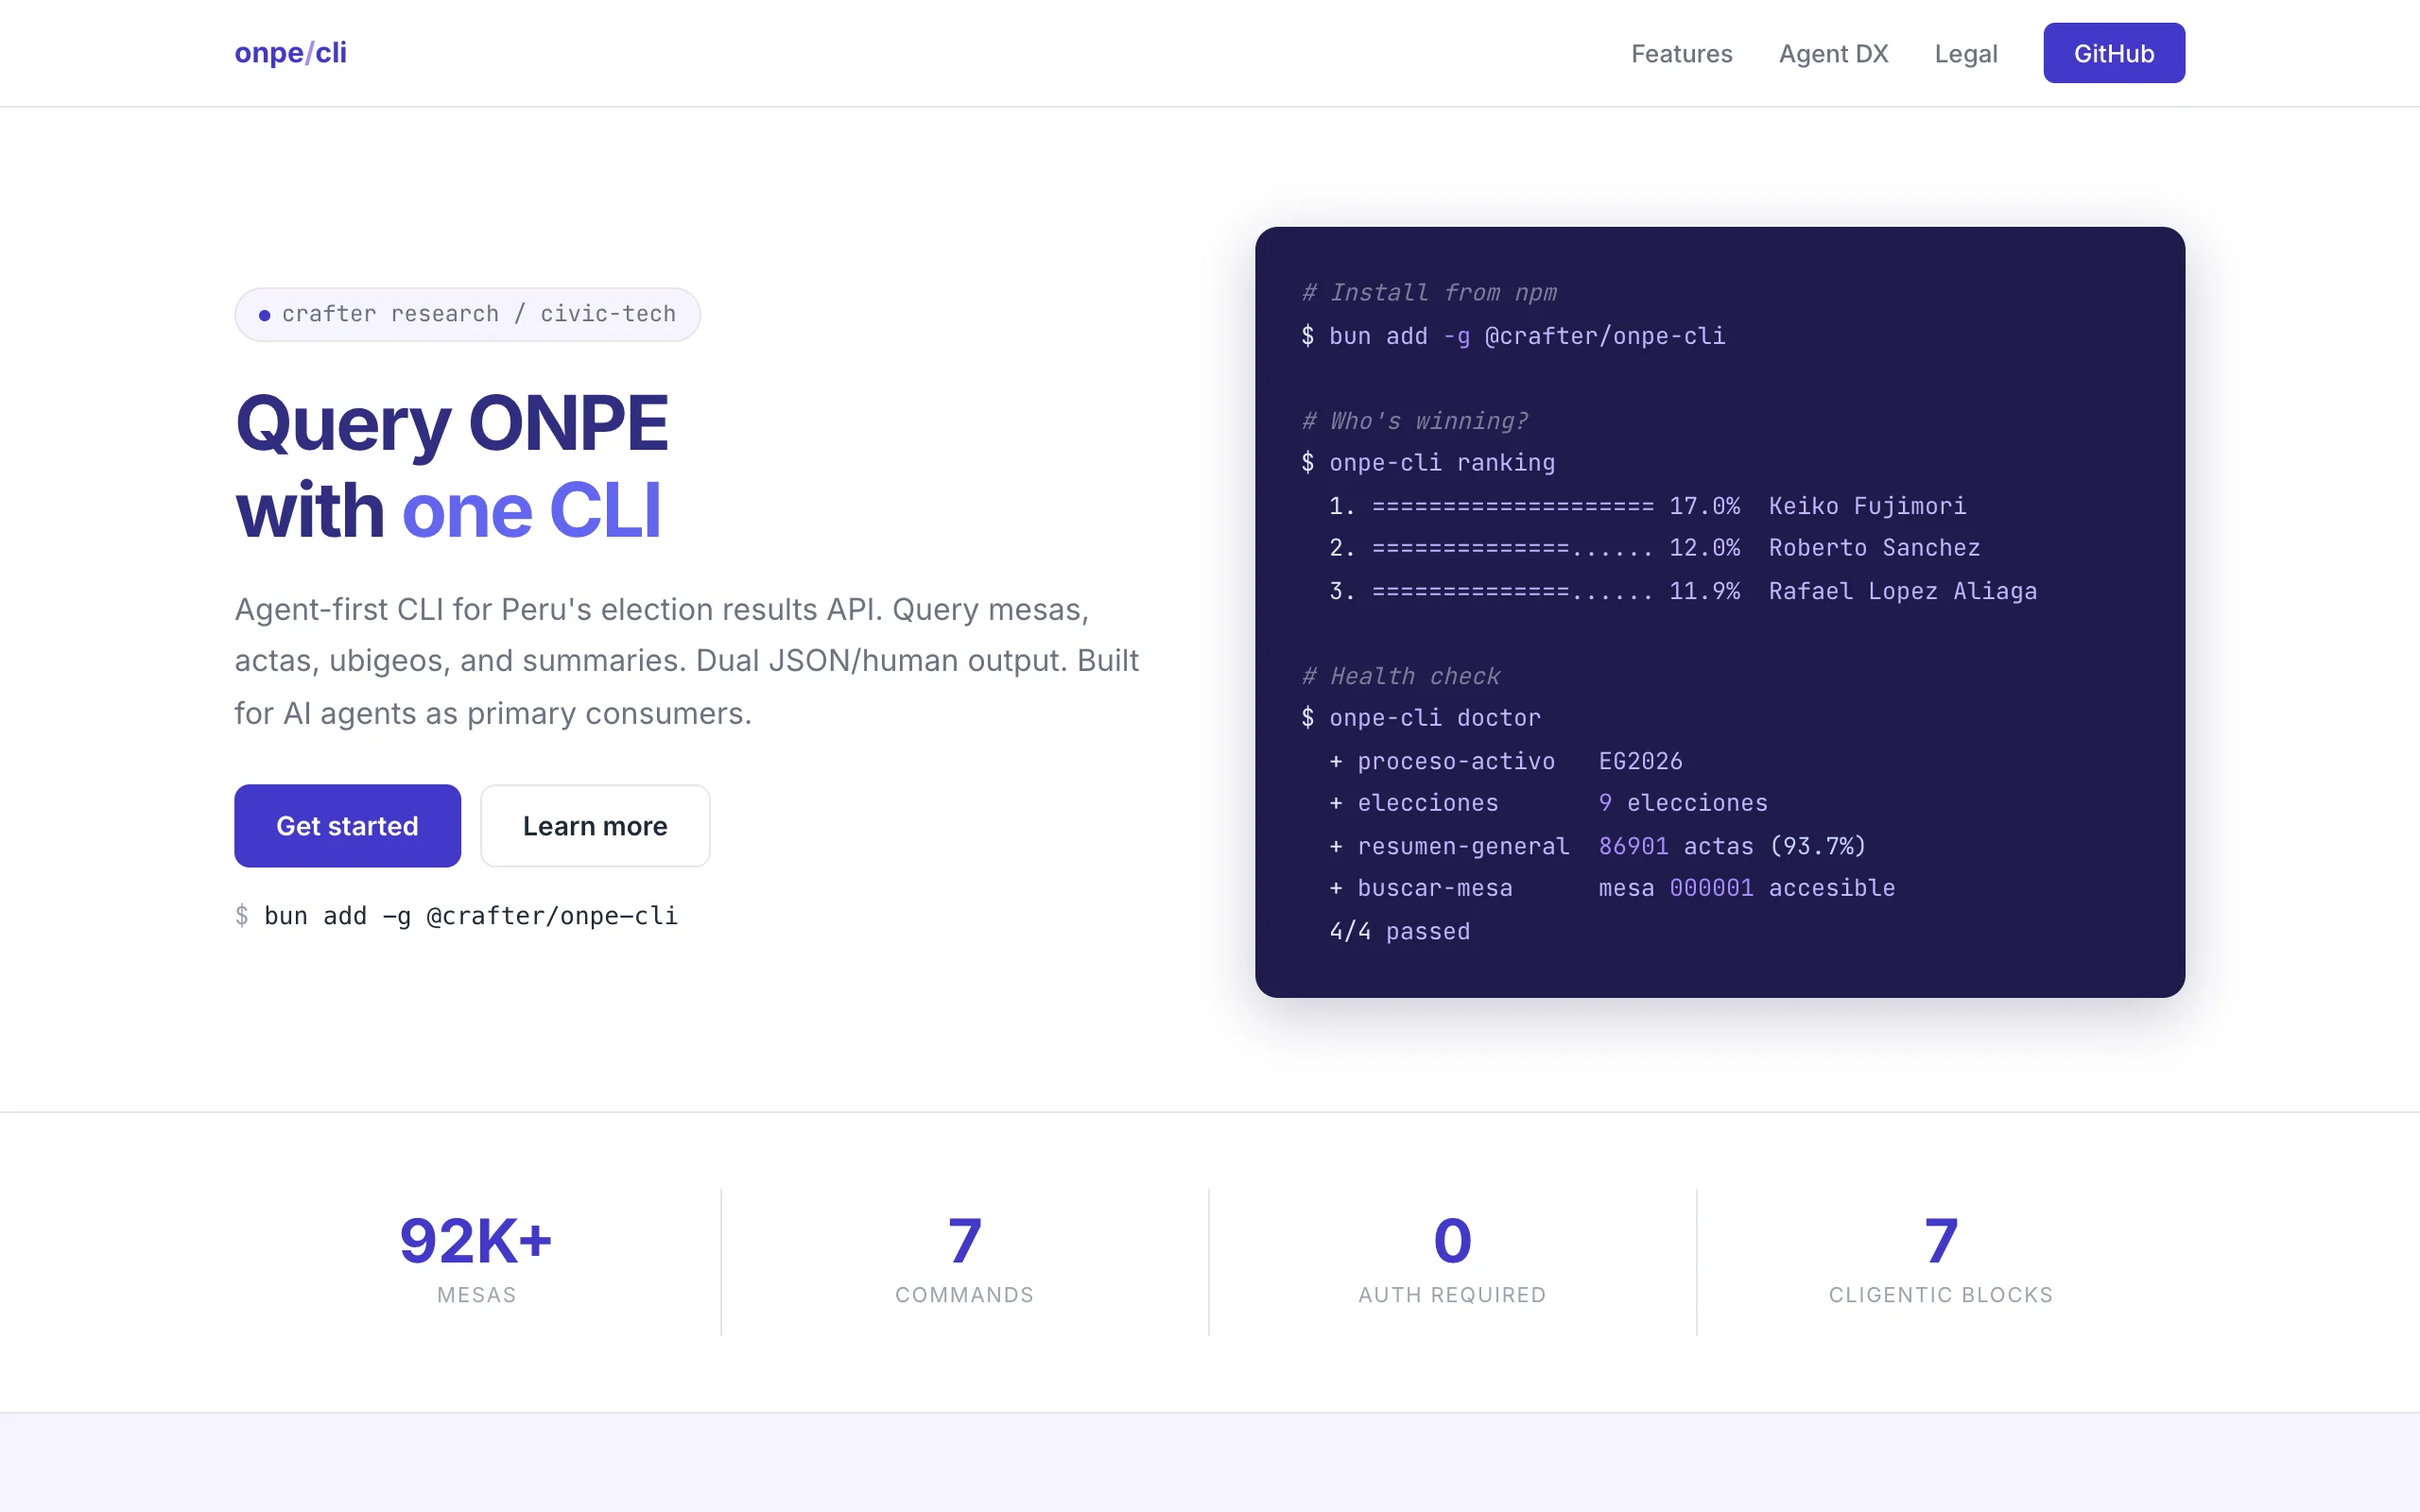 onpe/cli
Features
Agent DX
Legal
GitHub
crafter research / civic-tech
Query ONPE
with one CLI
Agent-first CLI for Peru's election results API. Query mesas,
actas, ubigeos, and summaries. Dual JSON/human output. Built
for AI agents as primary consumers.
Get started
Learn more
$ bun add -g @crafter/onpe-cli
# Install from npm
$ bun add -g @crafter/onpe-cli
# Who's winning?
$ onpe-cli ranking
1. ==================== 17.0% Keiko Fujimori
2. ==============...... 12.0% Roberto Sanchez
3. ==============...... 11.9% Rafael Lopez Aliaga
# Health check
$ onpe-cli doctor
+ proceso-activo EG2026
+ elecciones 9 elecciones
+ resumen-general 86901 actas (93.7%)
+ buscar-mesa mesa 000001 accesible
4/4 passed
92K+
MESAS
7
COMMANDS
0
AUTH REQUIRED
7
CLIGENTIC BLOCKS